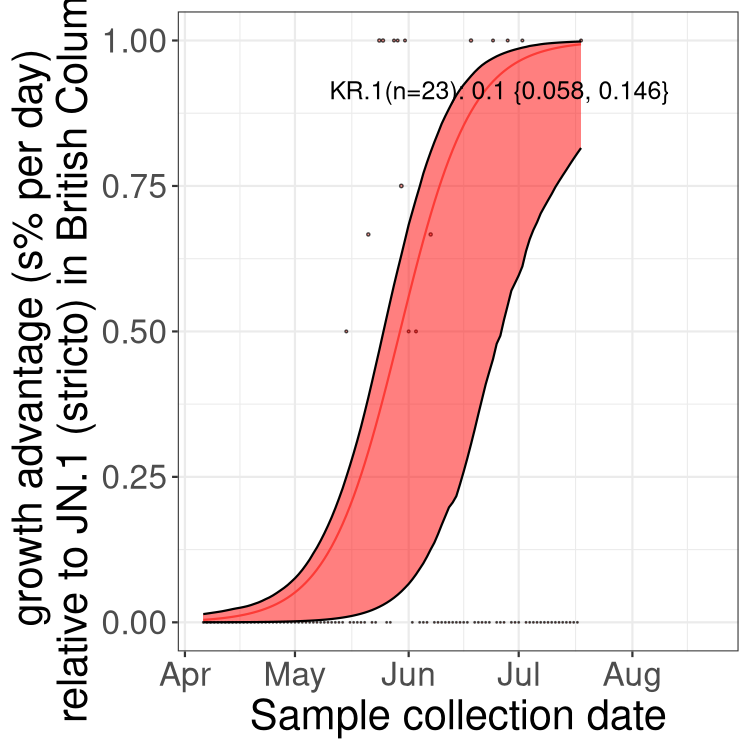 growth advantage (s% per day)
relative to JN.1 (stricto) in British Colum
1.00
0.75
0.50
0.25
0.00
KR.1(n=23): 0.1 {0.058, 0.146}
Apr May Jun Jul Aug
Sample collection date